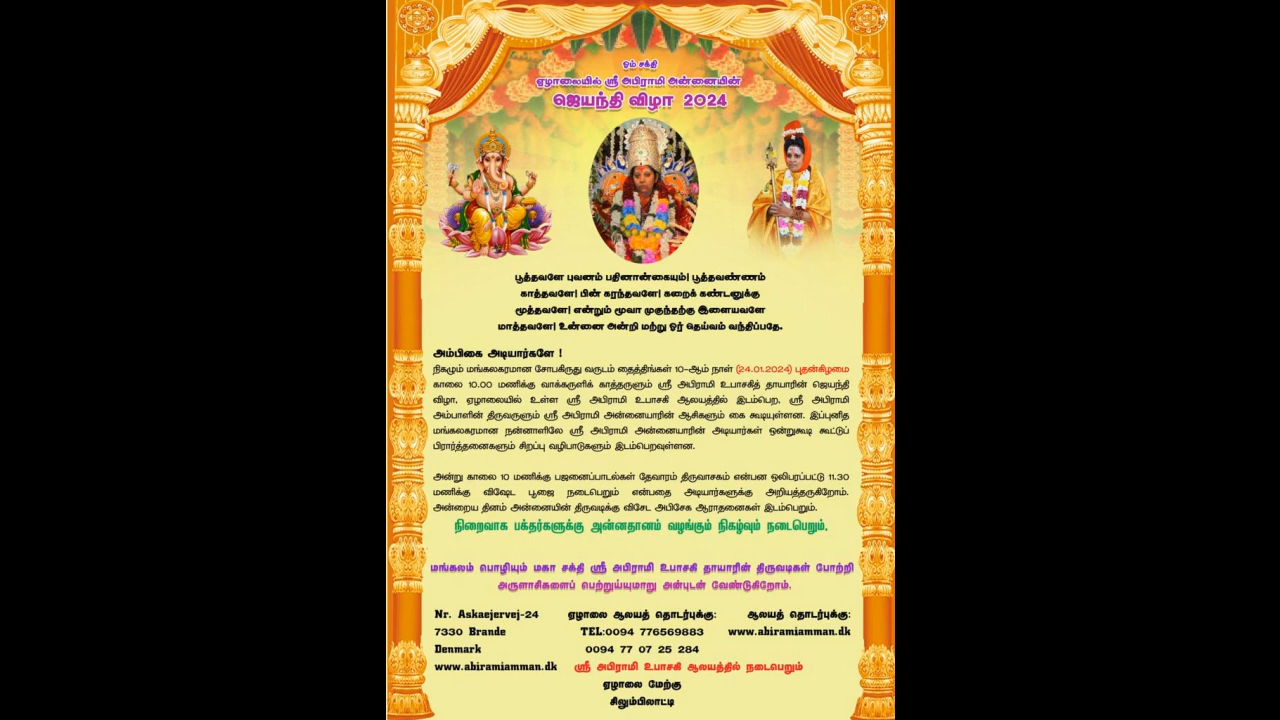 ஓம் சக்தி
ஏழாலையில் ஸ்ரீ அபிராமி அன்னையின்
ஜெயந்தி விழா 2024
பூத்தவளே புவனம் பதினான்கையும்| பூத்தவண்ணம்
காத்தவளே| பின் கரந்தவளே| கறைக் கண்டனுக்கு
மூத்தவளே| என்றும் மூவா முகுந்தற்கு இளையவளே
மாத்தவளே| உன்னை அன்றி மற்று ஓர் தெய்வம் வந்திப்பதே.
அம்பிகை அடியார்களே !
நிகழும் மங்கலகரமான சோபகிருது வருடம் தைத்திங்கள் 10-ஆம் நாள் (24.01.2024) புதன்கிழமை
காலை 10.00 மணிக்கு வாக்கருளிக் காத்தருளும் ஸ்ரீ அபிராமி உபாசகித் தாயாரின் ஜெயந்தி
விழா, ஏழாலையில் உள்ள ஸ்ரீ அபிராமி உபாசகி ஆலயத்தில் இடம்பெற, ஸ்ரீ அபிராமி
அம்பாளின் திருவருளும் ஸ்ரீ அபிராமி அன்னையாரின் ஆசிகளும் கை கூடியுள்ளன. இப்புனித
மங்கலகரமான நன்னாளிலே ஸ்ரீ அபிராமி அன்னையாரின் அடியார்கள் ஒன்றுகூடி கூட்டுப்
பிரார்த்தனைகளும் சிறப்பு வழிபாடுகளும் இடம்பெறவுள்ளன.
அன்று காலை 10 மணிக்கு பஜனைப்பாடல்கள் தேவாரம் திருவாசகம் என்பன ஒலிபரப்பட்டு 11.30
மணிக்கு விஷேட பூஜை நடைபெறும் என்பதை அடியார்களுக்கு அறியத்தருகிறோம்.
அன்றைய தினம் அன்னையின் திருவடிக்கு விசேட அபிசேக ஆராதனைகள் இடம்பெறும்.
நிறைவாக பக்தர்களுக்கு அன்னதானம் வழங்கும் நிகழ்வும் நடைபெறும்.
மங்கலம் பொழியும் மகா சக்தி ஸ்ரீ அபிராமி உபாசகி தாயாரின் திருவடிகள் போற்றி
அருளாசிகளைப் பெற்றுய்யுமாறு அன்புடன் வேண்டுகிறோம்.
Nr. Askaejervej-24 ஏழாலை ஆலயத் தொடர்புக்கு: ஆலயத் தொடர்புக்கு:
7330 Brande TEL:0094 776569883 www.abiramiamman.dk
Denmark 0094 77 07 25 284
www.abiramiamman.dk ஸ்ரீ அபிராமி உபாசகி ஆலயத்தில் நடைபெறும்
ஏழாலை மேற்கு
சிலும்பிலாட்டி